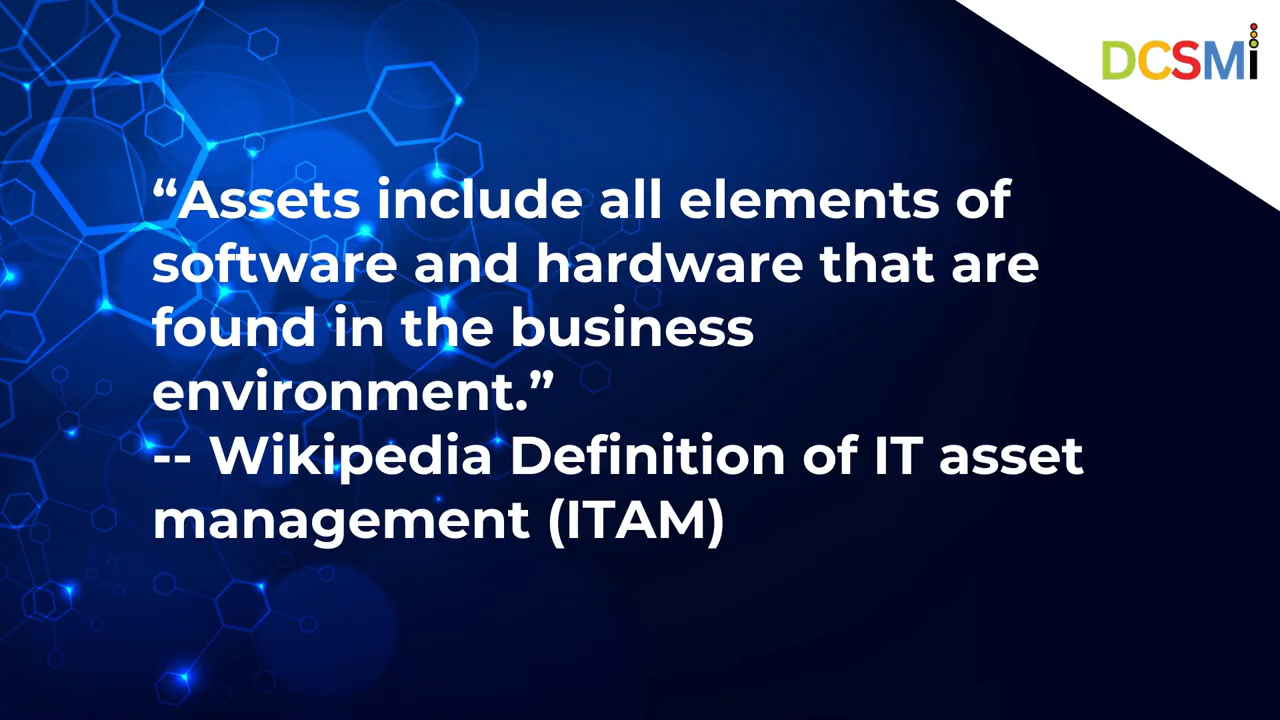 DCSMi
“Assets include all elements of
software and hardware that are
found in the business
environment.”
-- Wikipedia Definition of IT asset
management (ITAM)